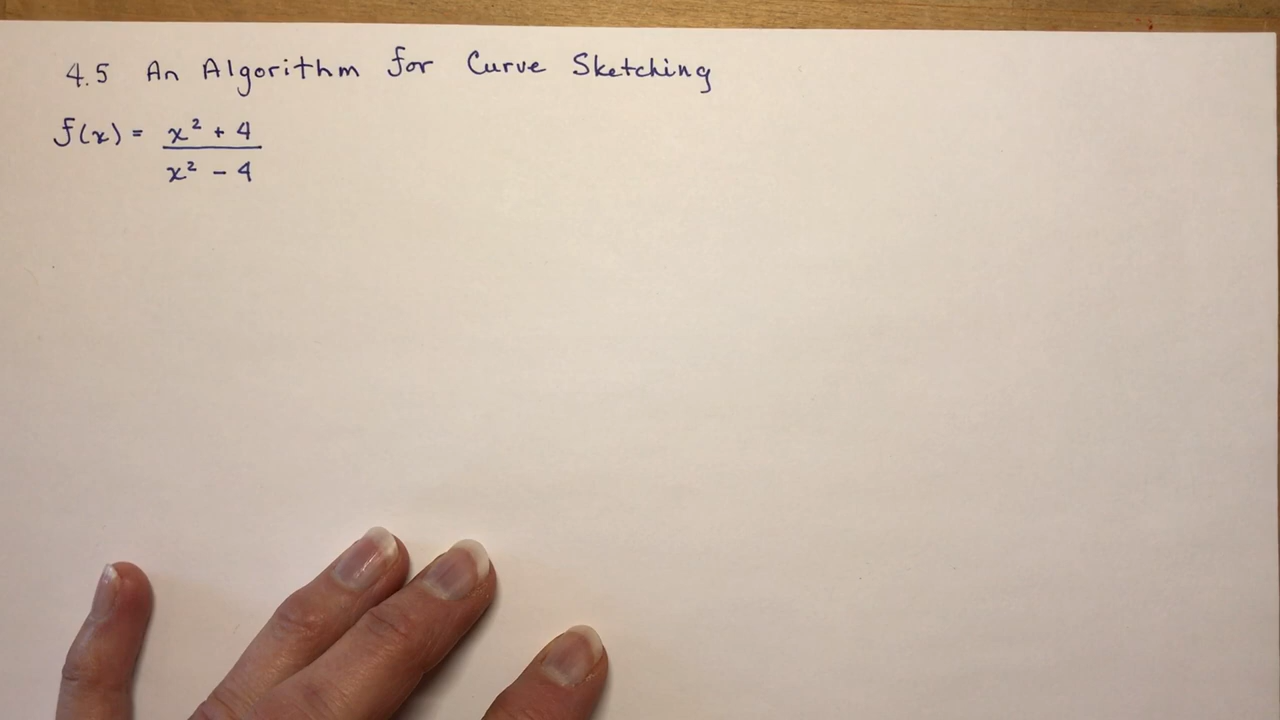 4.5 An Algorithm for Curve Sketching
f(x) = x² + 4
x² - 4